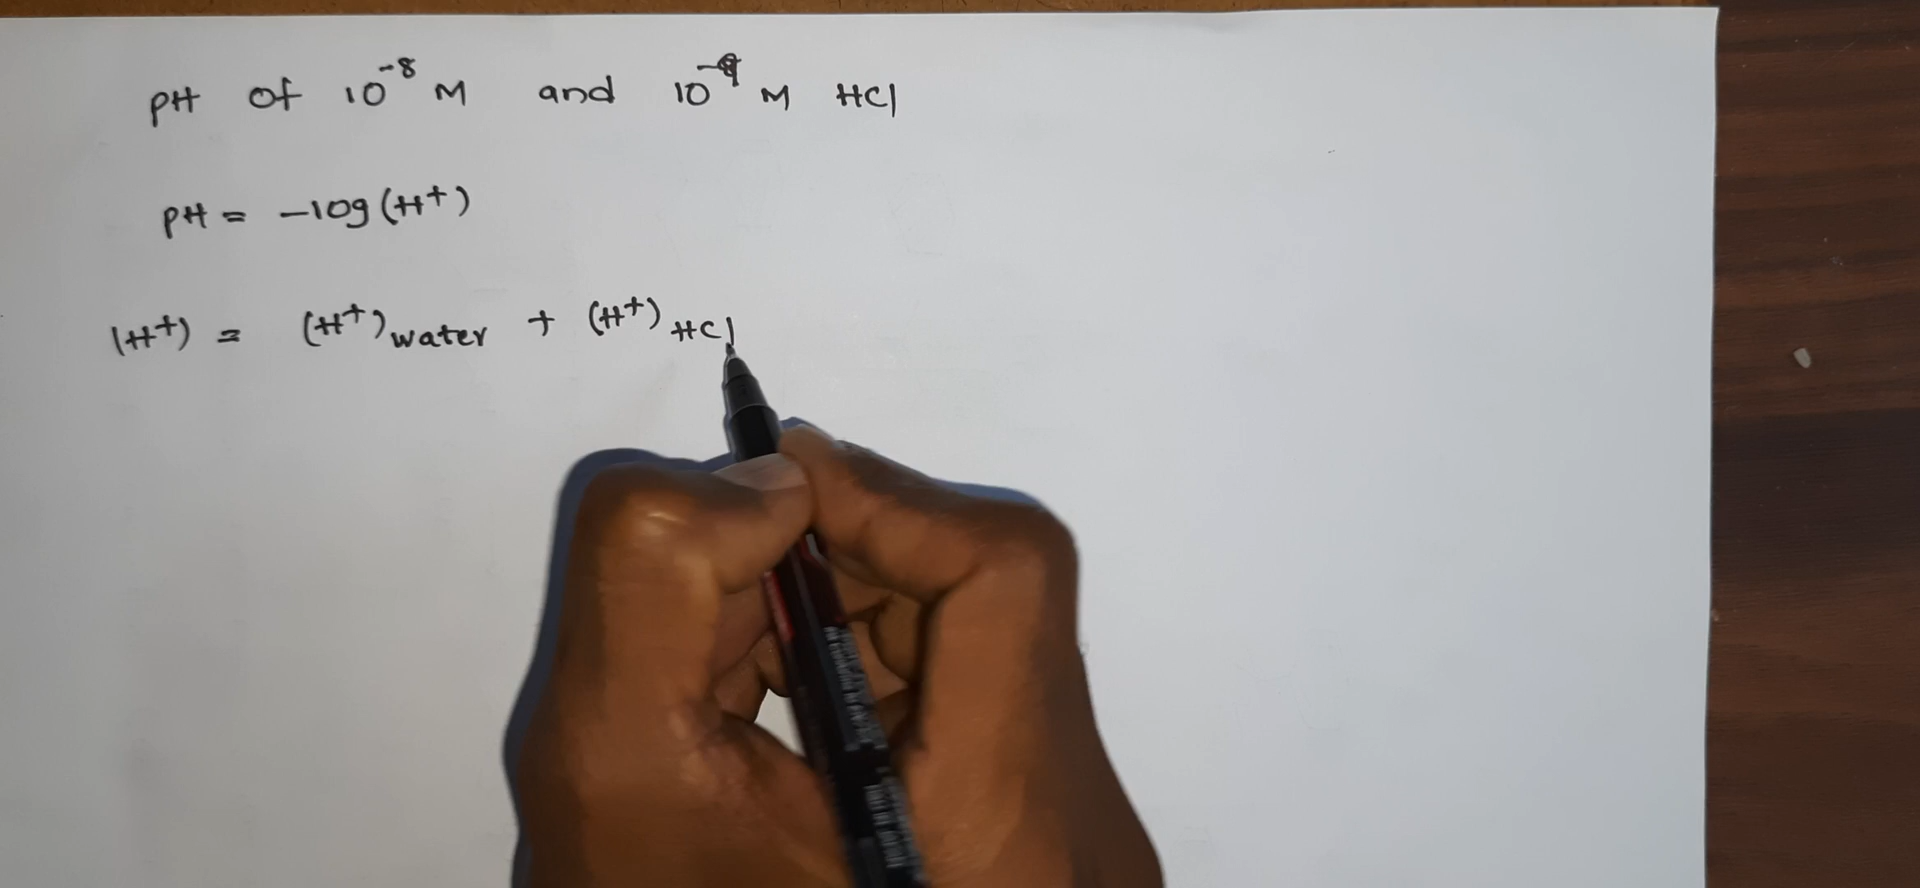 pH of 10⁻⁸ M and 10⁻⁹ M HCl
pH = -log(H⁺)
(H⁺) = (H⁺)water + (H⁺)HCl